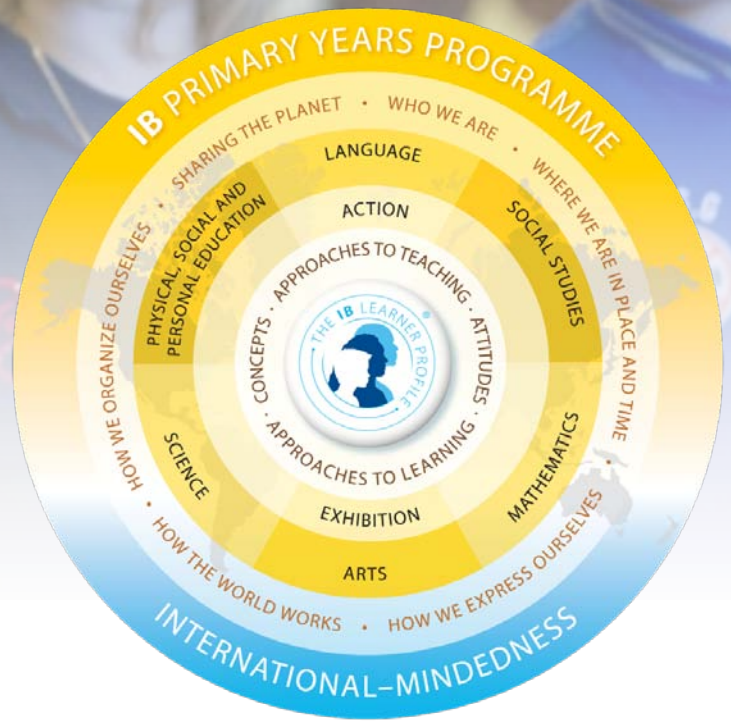 IB PRIMARY YEARS PROGRAMME
SHARING THE PLANET • WHO WE ARE • WHERE WE ARE IN PLACE AND TIME • HOW WE EXPRESS OURSELVES • HOW THE WORLD WORKS • HOW WE ORGANIZE OURSELVES •
LANGUAGE
SOCIAL STUDIES
MATHEMATICS
ARTS
SCIENCE
PHYSICAL, SOCIAL AND
PERSONAL EDUCATION
ACTION
EXHIBITION
APPROACHES TO TEACHING · ATTITUDES · APPROACHES TO LEARNING · CONCEPTS ·
THE IB LEARNER PROFILE ®
INTERNATIONAL–MINDEDNESS